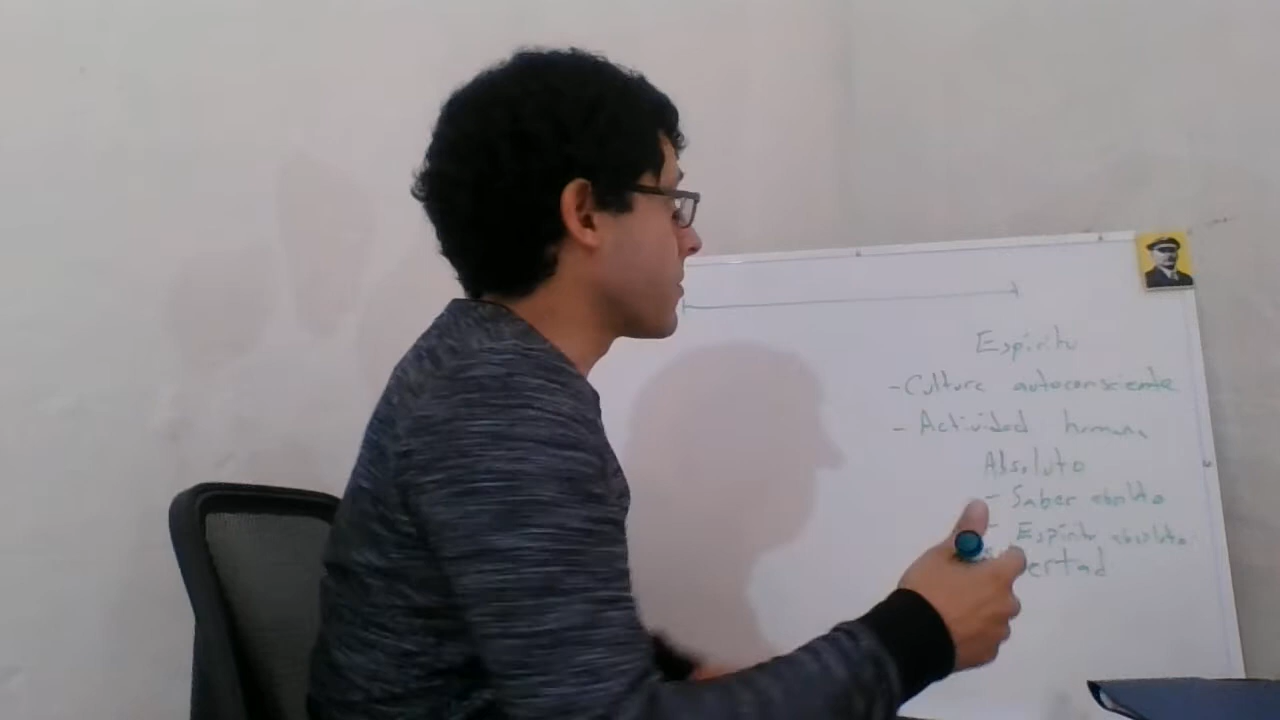 Espíritu
- Cultura autoconsciente
- Actividad humana
Absoluto
- Saber absoluto
- Espíritu absoluto
ertad